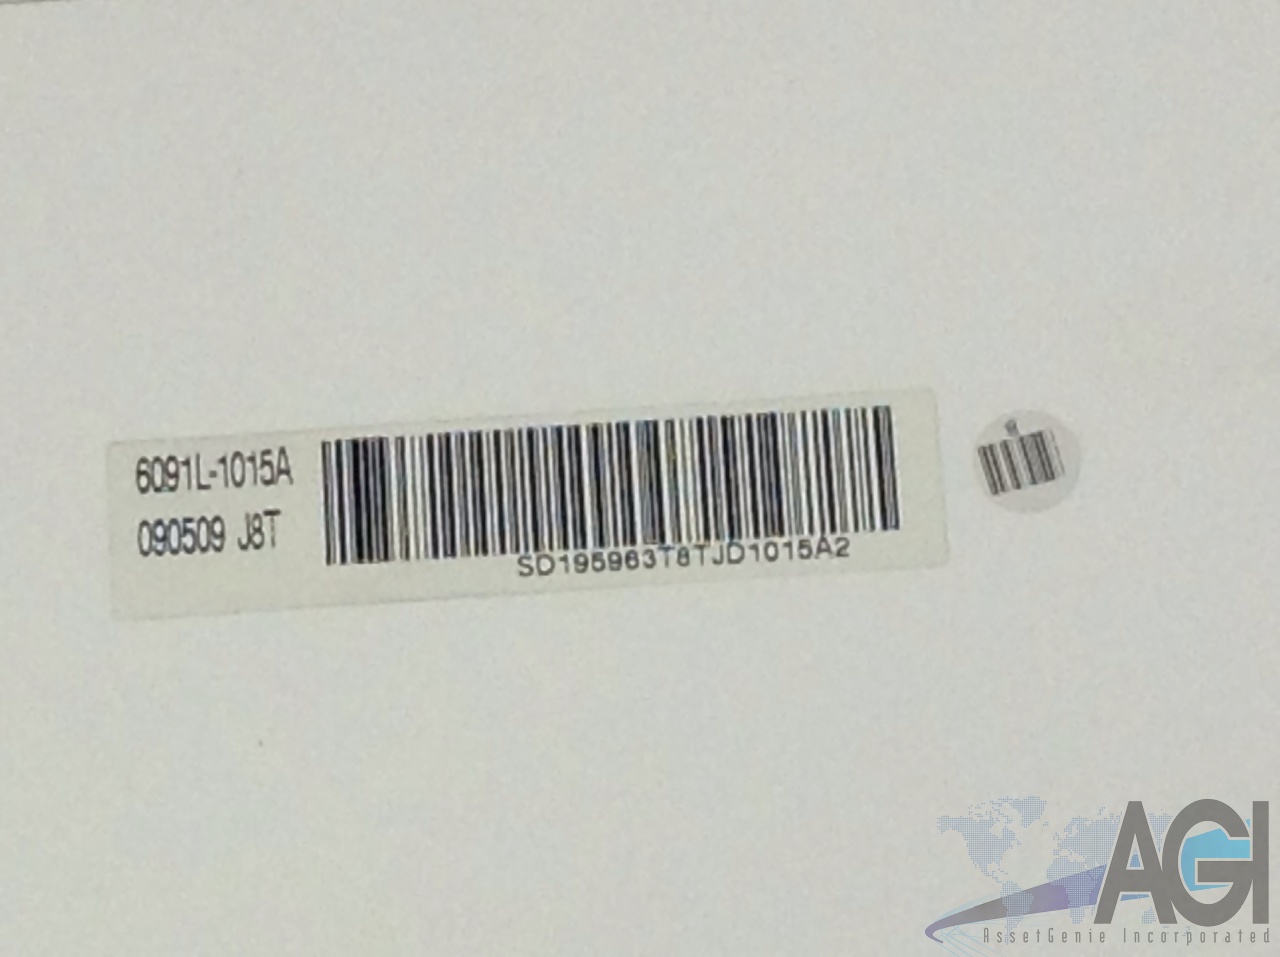 6091L-1015A
090509 J8T
SD195963T8TJD1015A2
AGI
AssetGenie Incorporated